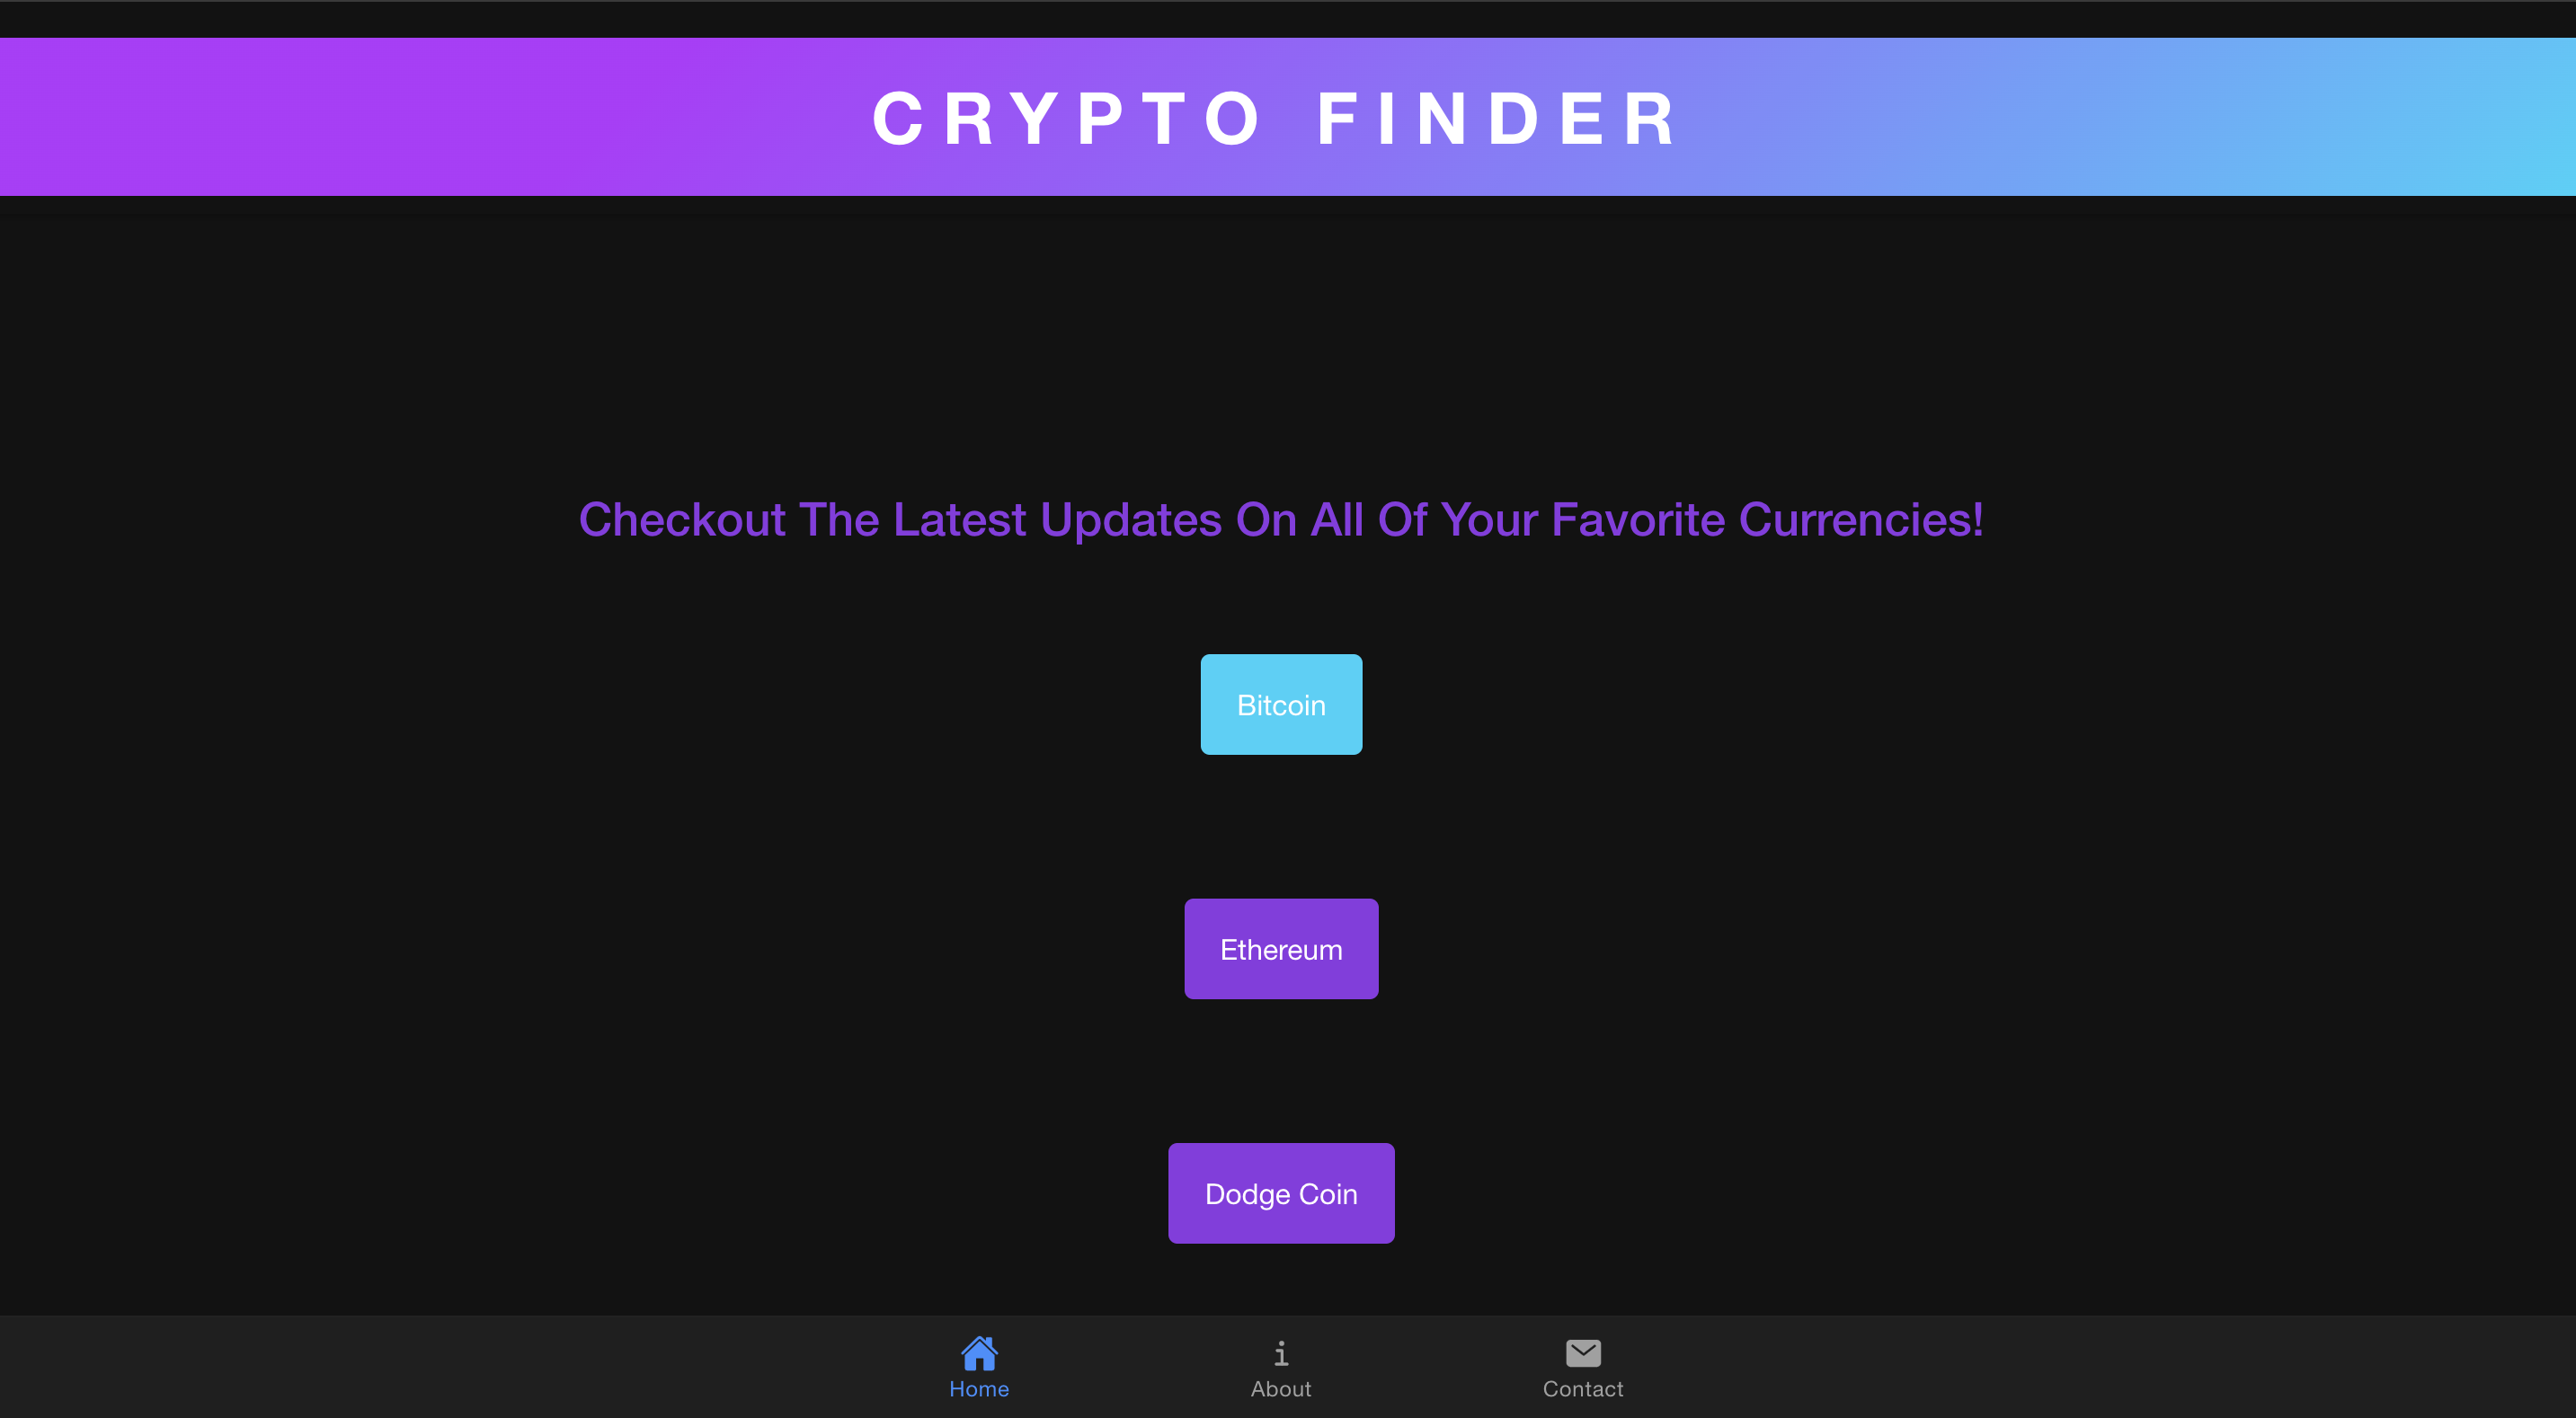 CRYPTO FINDER
Checkout The Latest Updates On All Of Your Favorite Currencies!
Bitcoin
Ethereum
Dodge Coin
Home About Contact